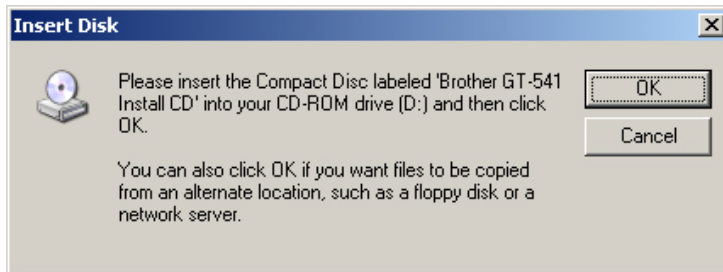 Insert Disk
Please insert the Compact Disc labeled 'Brother GT-541
Install CD' into your CD-ROM drive (D:) and then click
OK.
You can also click OK if you want files to be copied
from an alternate location, such as a floppy disk or a
network server.
OK
Cancel